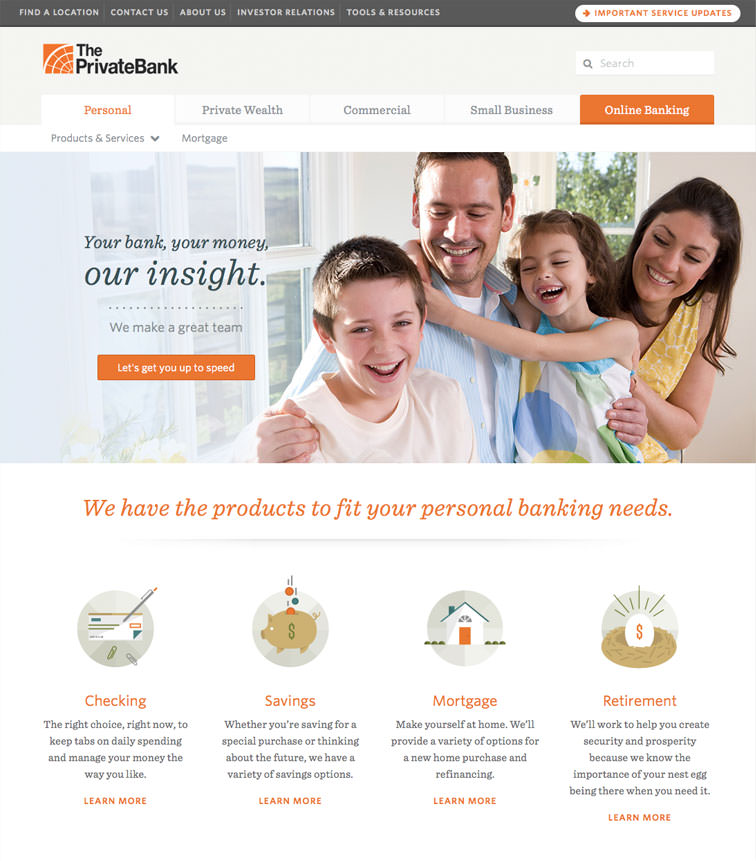 FIND A LOCATION CONTACT US ABOUT US INVESTOR RELATIONS TOOLS & RESOURCES
IMPORTANT SERVICE UPDATES
The
PrivateBank
Search
Personal Private Wealth Commercial Small Business Online Banking
Products & Services Mortgage
Your bank, your money,
our insight.
We make a great team
Let's get you up to speed
We have the products to fit your personal banking needs.
$
$
$
Checking
The right choice, right now, to
keep tabs on daily spending
and manage your money the
way you like.
LEARN MORE
Savings
Whether you're saving for a
special purchase or thinking
about the future, we have a
variety of savings options.
LEARN MORE
Mortgage
Make yourself at home. We'll
provide a variety of options for
a new home purchase and
refinancing.
LEARN MORE
Retirement
We'll work to help you create
security and prosperity
because we know the
importance of your nest egg
being there when you need it.
LEARN MORE